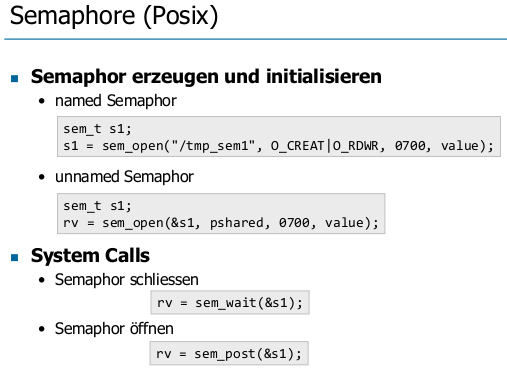 Semaphore (Posix)
Semaphor erzeugen und initialisieren
named Semaphor
sem_t s1;
s1 = sem_open("/tmp_sem1", O_CREAT|O_RDWR, 0700, value);
unnamed Semaphor
sem_t s1;
rv = sem_open(&s1, pshared, 0700, value);
System Calls
Semaphor schliessen
rv = sem_wait(&s1);
Semaphor öffnen
rv = sem_post(&s1);